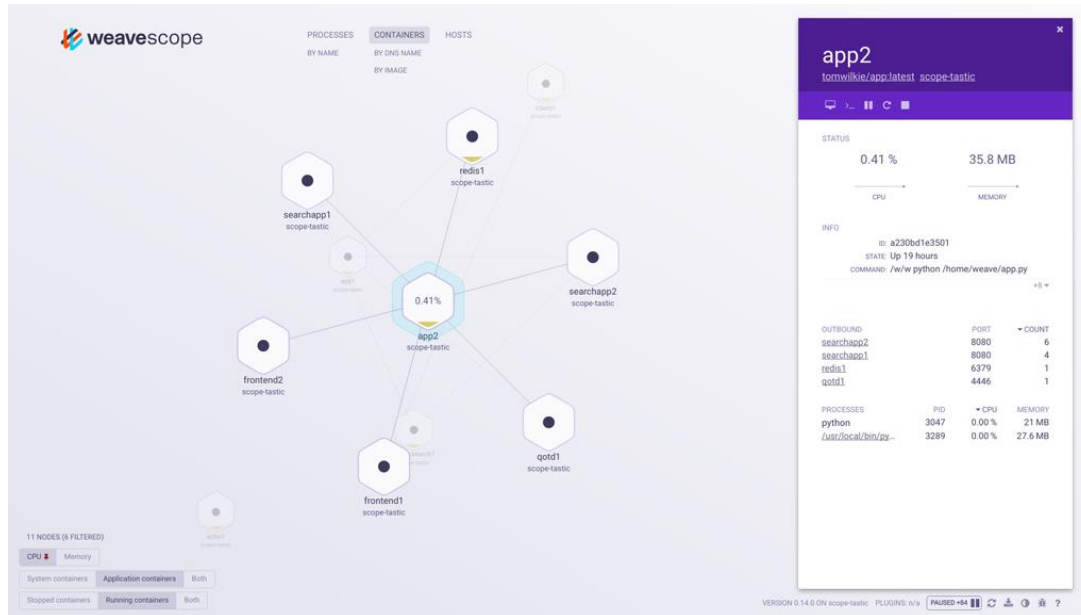 weavescope
PROCESSES CONTAINERS HOSTS
BY NAME BY DNS NAME
BY IMAGE
redis1
scope-tastic
searchapp1
scope-tastic
searchapp2
scope-tastic
0.41%
app2
scope-tastic
frontend2
scope-tastic
qotd1
scope-tastic
frontend1
scope-tastic
11 NODES (6 FILTERED)
CPU Memory
System containers Application containers Both
Stopped containers Running containers Both
×
app2
tomwilkie/app:latest scope-tastic
STATUS
0.41 % 35.8 MB
CPU MEMORY
INFO
ID: a230bd1e3501
STATE: Up 19 hours
COMMAND: /w/w python /home/weave/app.py
+8
OUTBOUND PORT COUNT
searchapp2 8080 6
searchapp1 8080 4
redis1 6379 1
qotd1 4446 1
PROCESSES PID CPU MEMORY
python 3047 0.00 % 21 MB
/usr/local/bin/py... 3289 0.00 % 27.6 MB
VERSION 0.14.0 ON scope-tastic PLUGINS: n/a PAUSED +54 ?